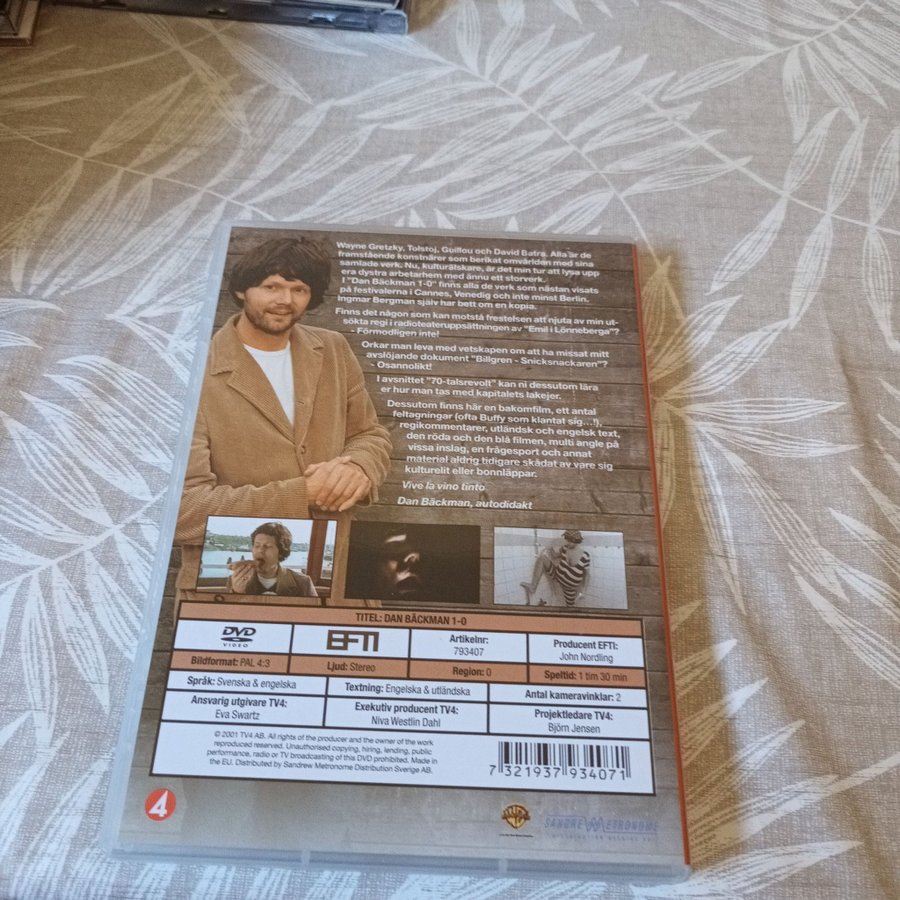 Wayne Gretzky, Tolstoj, Guillou och David Batra. Alla är de
framstående konstnärer som berikat omvärlden med sina
samlade verk. Nu, kulturälskare, är det min tur att lysa upp
era dystra arbetarhem med ännu ett storverk.
I "Dan Bäckman 1-0" finns alla de verk som nästan visats
på festivalerna i Cannes, Venedig och inte minst Berlin.
Ingmar Bergman själv har bett om en kopia.
Finns det någon som kan motstå frestelsen att njuta av min ut-
sökta regi i radioteateruppsättningen av "Emil i Lönneberga"?
- Förmodligen inte!
Orkar man leva med vetskapen om att ha missat mitt
avslöjande dokument "Billgren - Snicksnackaren"?
- Osannolikt!
I avsnittet "70-talsrevolt" kan ni dessutom lära
er hur man tas med kapitalets lakejer.
Dessutom finns här en bakomfilm, ett antal
feltagningar (ofta Buffy som klantat sig...!),
regikommentarer, utländsk och engelsk text,
den röda och den blå filmen, multi angle på
vissa inslag, en frågesport och annat
material aldrig tidigare skådat av vare sig
kulturelit eller bonnläppar.
Vive la vino tinto
Dan Bäckman, autodidakt
TITEL: DAN BÄCKMAN 1-0
DVD VIDEO
EFTI
Artikelnr: 793407
Producent EFTI: John Nordling
Bildformat: PAL 4:3
Ljud: Stereo
Region: 0
Speltid: 1 tim 30 min
Språk: Svenska & engelska
Textning: Engelska & utländska
Antal kameravinklar: 2
Ansvarig utgivare TV4: Eva Swartz
Exekutiv producent TV4: Niva Westlin Dahl
Projektledare TV4: Björn Jensen
© 2001 TV4 AB. All rights of the producer and the owner of the work
reproduced reserved. Unauthorised copying, hiring, lending, public
performance, radio or TV broadcasting of this DVD prohibited. Made in
the EU. Distributed by Sandrew Metronome Distribution Sverige AB.
7 321937 934071
4
SANDREW METRONOME